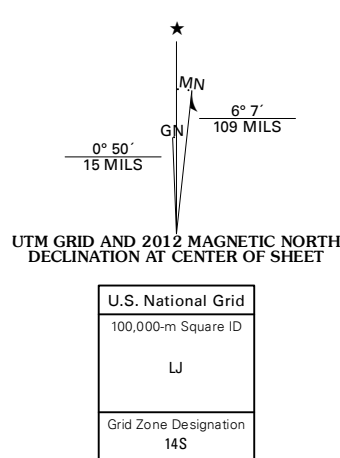 ★
MN
6° 7´
109 MILS
GN
0° 50´
15 MILS
UTM GRID AND 2012 MAGNETIC NORTH
DECLINATION AT CENTER OF SHEET
U.S. National Grid
100,000-m Square ID
LJ
Grid Zone Designation
14S